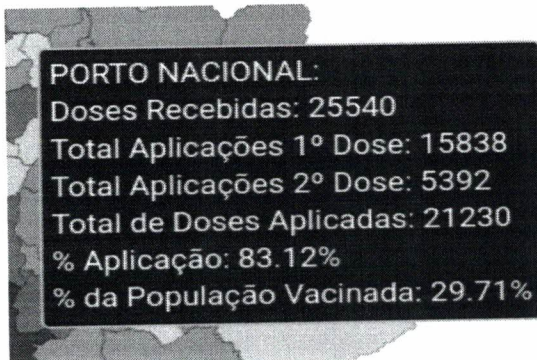 PORTO NACIONAL:
Doses Recebidas: 25540
Total Aplicações 1º Dose: 15838
Total Aplicações 2º Dose: 5392
Total de Doses Aplicadas: 21230
% Aplicação: 83.12%
% da População Vacinada: 29.71%